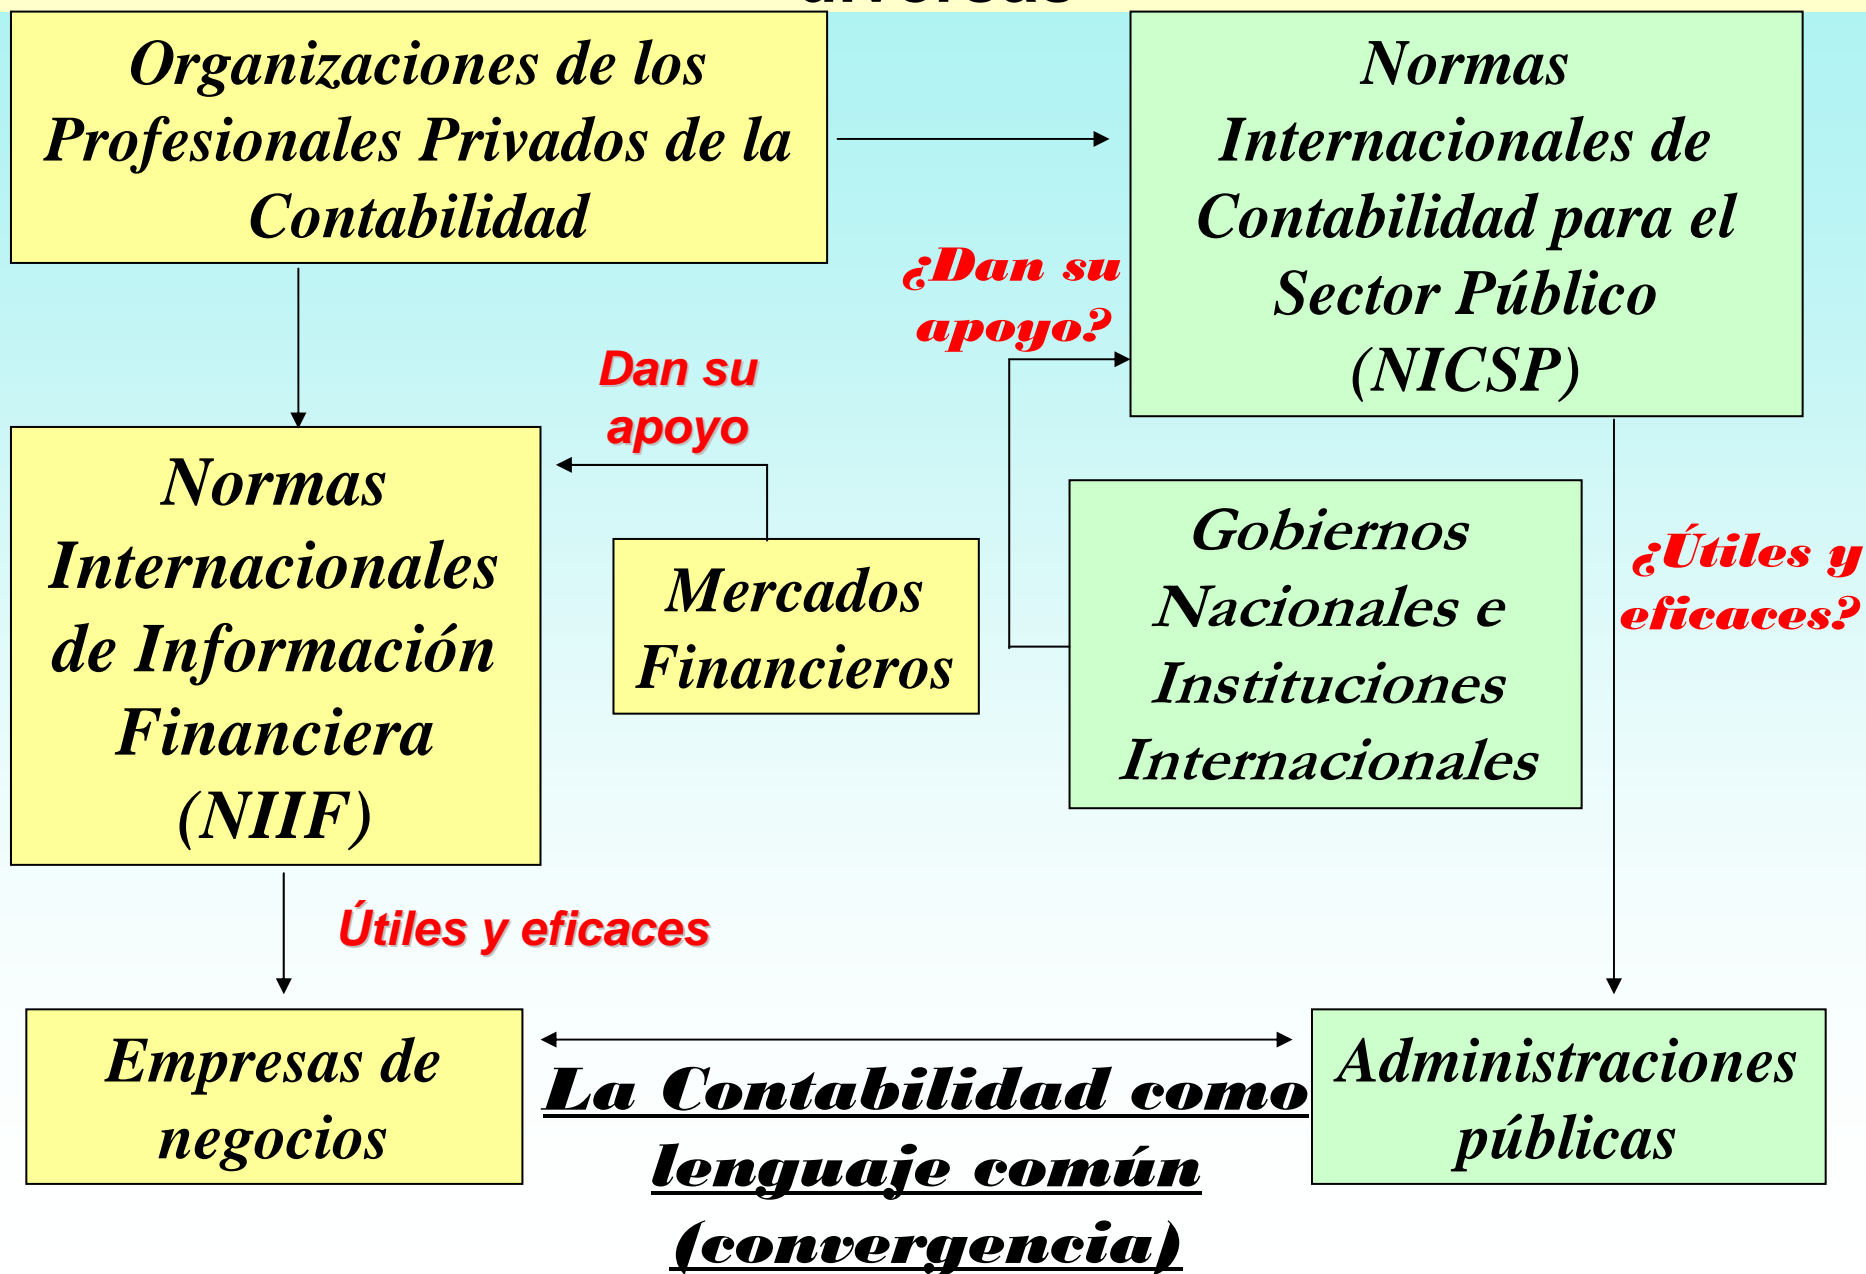 Organizaciones de los
Profesionales Privados de la
Contabilidad
Normas
Internacionales de
Contabilidad para el
Sector Público
(NICSP)
¿Dan su
apoyo?
Dan su
apoyo
Normas
Internacionales
de Información
Financiera
(NIIF)
Mercados
Financieros
Gobiernos
Nacionales e
Instituciones
Internacionales
¿Útiles y
eficaces?
Útiles y eficaces
Empresas de
negocios
La Contabilidad como
lenguaje común
(convergencia)
Administraciones
públicas